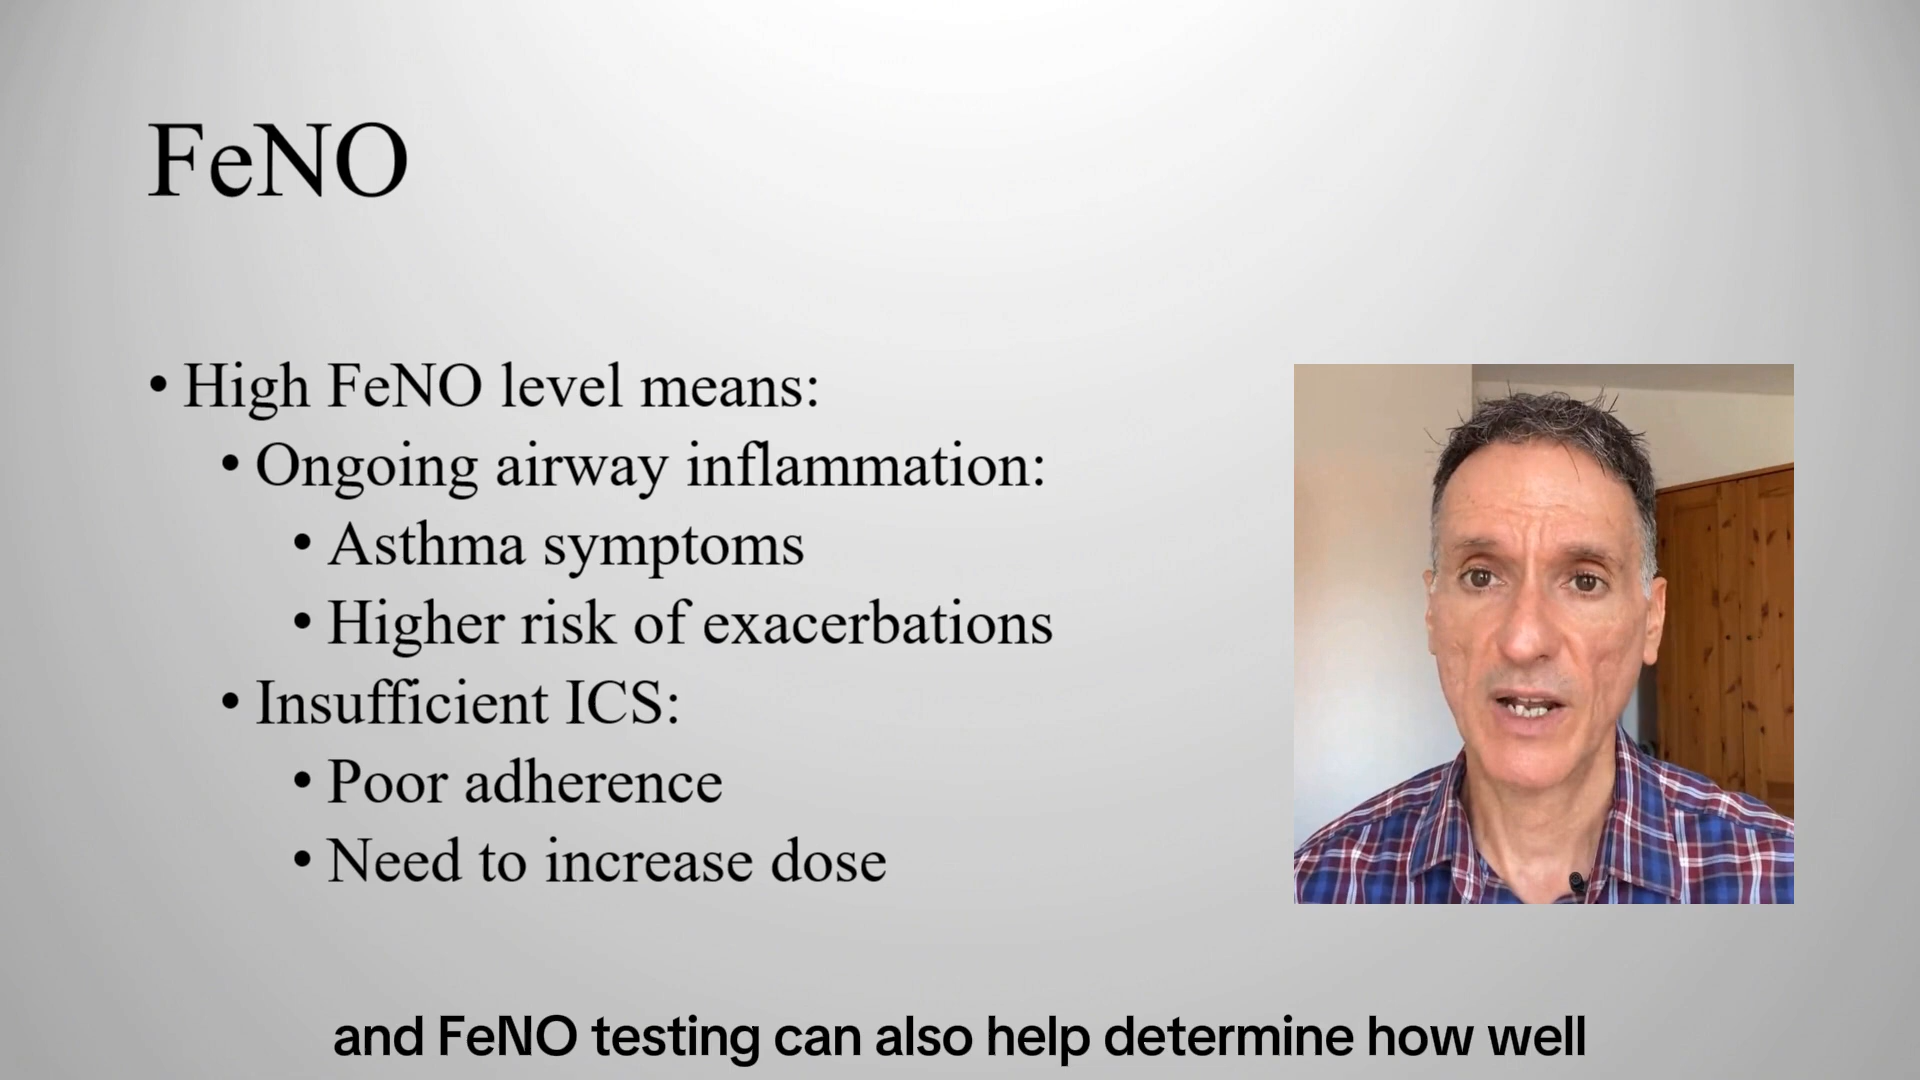 FeNO
• High FeNO level means:
• Ongoing airway inflammation:
• Asthma symptoms
• Higher risk of exacerbations
• Insufficient ICS:
• Poor adherence
• Need to increase dose
and FeNO testing can also help determine how well